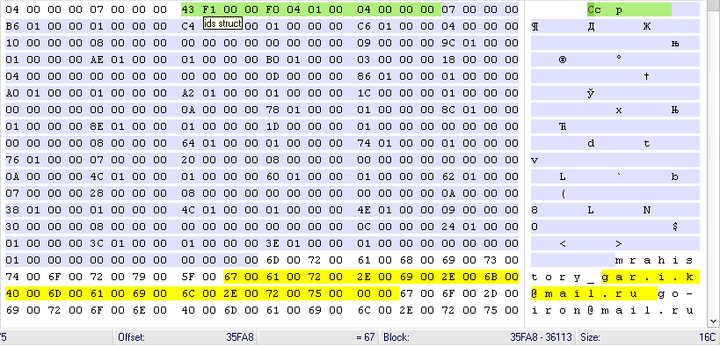 04 00 00 00 07 00 00 00 43 F1 00 00 F0 04 01 00 04 00 00 00 07 00 00 00 Cс р
B6 01 00 00 01 00 00 00 C4 ids struct 00 01 00 00 00 C6 01 00 00 04 00 00 00 ¶ Д Ж
10 00 00 00 08 00 00 00 00 00 00 00 00 00 00 00 09 00 00 00 9C 01 00 00 њ
01 00 00 00 AE 01 00 00 01 00 00 00 B0 01 00 00 03 00 00 00 18 00 00 00 ® °
04 00 00 00 00 00 00 00 00 00 00 00 0D 00 00 00 86 01 00 00 01 00 00 00 †
A0 01 00 00 01 00 00 00 A2 01 00 00 01 00 00 00 1C 00 00 00 01 00 00 00 ў
00 00 00 00 00 00 00 00 0A 00 00 00 78 01 00 00 01 00 00 00 8C 01 00 00 x Њ
01 00 00 00 8E 01 00 00 01 00 00 00 1D 00 00 00 01 00 00 00 00 00 00 00 Ћ
00 00 00 00 08 00 00 00 64 01 00 00 01 00 00 00 74 01 00 00 01 00 00 00 d t
76 01 00 00 07 00 00 00 20 00 00 00 08 00 00 00 00 00 00 00 00 00 00 00 v
0A 00 00 00 4C 01 00 00 01 00 00 00 60 01 00 00 01 00 00 00 62 01 00 00 L ` b
07 00 00 00 28 00 00 00 08 00 00 00 00 00 00 00 00 00 00 00 0A 00 00 00 (
38 01 00 00 01 00 00 00 4C 01 00 00 01 00 00 00 4E 01 00 00 09 00 00 00 8 L N
30 00 00 00 08 00 00 00 00 00 00 00 00 00 00 00 0C 00 00 00 24 01 00 00 0 $
01 00 00 00 3C 01 00 00 01 00 00 00 3E 01 00 00 01 00 00 00 00 00 00 00 < >
01 00 00 00 00 00 00 00 00 00 00 00 6D 00 72 00 61 00 68 00 69 00 73 00 m r a h i s
74 00 6F 00 72 00 79 00 5F 00 67 00 61 00 72 00 2E 00 69 00 2E 00 6B 00 t o r y _ g a r . i . k
40 00 6D 00 61 00 69 00 6C 00 2E 00 72 00 75 00 00 00 67 00 6F 00 2D 00 @ m a i l . r u g o -
69 00 72 00 6F 00 6E 00 40 00 6D 00 61 00 69 00 6C 00 2E 00 72 00 75 00 i r o n @ m a i l . r u
75 Offset: 35FA8 = 67 Block: 35FA8 - 36113 Size: 16C